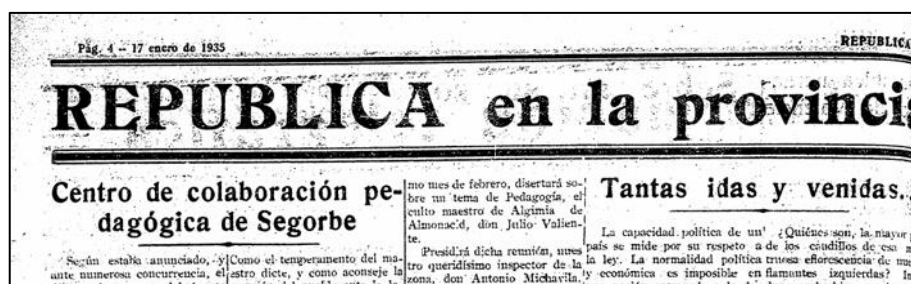 Pág. 4 — 17 enero de 1935
REPUBLICA
REPUBLICA en la provincia
Centro de colaboración pe-
dagógica de Segorbe
Según estaba anunciado, y
ante numerosa concurrencia, el
Como el temperamento del ma-
estro dicte, y como aconseje la
mo mes de febrero, disertará so-
bre un tema de Pedagogía, el
culto maestro de Algimia de
Almonacid, don Julio Valien-
te.
Presidirá dicha reunión, nues
tro queridísimo inspector de la
zona, don Antonio Michavila,
Tantas idas y venidas..
La capacidad política de un
país se mide por su respeto a
la ley. La normalidad política
y económica es imposible en
¿Quiénes son, la mayor
de los caudillos de esa
truosa eflorescencia de
flamantes izquierdas?